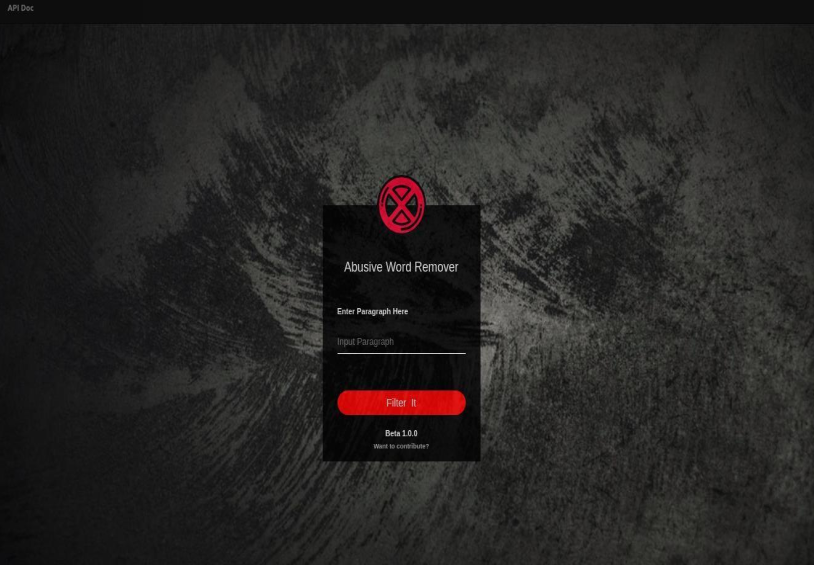 API Doc
Abusive Word Remover
Enter Paragraph Here
Input Paragraph
Filter It
Beta 1.0.0
Want to contribute?